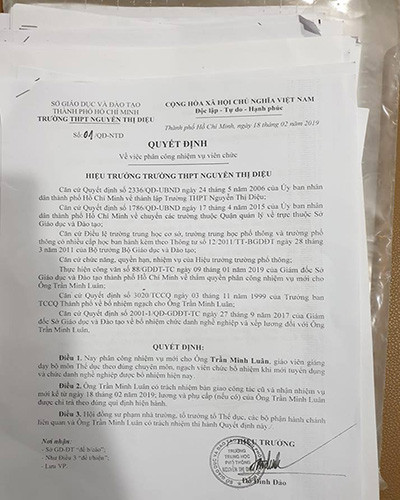 SỞ GIÁO DỤC VÀ ĐÀO TẠO
THÀNH PHỐ HỒ CHÍ MINH
TRƯỜNG THPT NGUYỄN THỊ DIỆU
Số: 01/QĐ-NTD
CỘNG HÒA XÃ HỘI CHỦ NGHĨA VIỆT NAM
Độc lập - Tự do - Hạnh phúc
Thành phố Hồ Chí Minh, ngày 18 tháng 02 năm 2019
QUYẾT ĐỊNH
Về việc phân công nhiệm vụ viên chức
HIỆU TRƯỞNG TRƯỜNG THPT NGUYỄN THỊ DIỆU
Căn cứ Quyết định số 2336/QĐ-UBND ngày 24 tháng 5 năm 2006 của Ủy ban nhân
dân thành phố Hồ Chí Minh về thành lập Trường THPT Nguyễn Thị Diệu;
Căn cứ Quyết định số 1786/QĐ-UBND ngày 17 tháng 4 năm 2015 của Ủy ban nhân
dân thành phố Hồ Chí Minh về chuyển các trường thuộc Quận quản lý về trực thuộc Sở
Giáo dục và Đào tạo;
Căn cứ Điều lệ trường trung học cơ sở, trường trung học phổ thông và trường phổ
thông có nhiều cấp học ban hành kèm theo Thông tư số 12/2011/TT-BGDĐT ngày 28 tháng
3 năm 2011 của Bộ trưởng Bộ Giáo dục và Đào tạo;
Căn cứ chức năng, quyền hạn, nhiệm vụ của Hiệu trưởng trường phổ thông;
Thực hiện công văn số 88/GDĐT-TC ngày 09 tháng 01 năm 2019 của Giám đốc Sở
Giáo dục và Đào tạo thành phố Hồ Chí Minh về thẩm quyền phân công nhiệm vụ mới cho
Ông Trần Minh Luân;
Căn cứ Quyết định số 3020/TCCQ ngày 03 tháng 11 năm 1999 của Trưởng ban
TCCQ Thành phố về bổ nhiệm ngạch cho Ông Trần Minh Luân;
Căn cứ Quyết định số 2001-1/QĐ-GDĐT-TC ngày 27 tháng 9 năm 2017 của Giám
đốc Sở Giáo dục và Đào tạo về bổ nhiệm chức danh nghề nghiệp và xếp lương đối với Ông
Trần Minh Luân;
QUYẾT ĐỊNH:
Điều 1. Nay phân công nhiệm vụ mới cho Ông Trần Minh Luân, giáo viên giảng
dạy bộ môn Thể dục theo đúng chuyên môn, ngạch viên chức bổ nhiệm khi mới tuyển dụng
và chức danh nghề nghiệp được bổ nhiệm hiện nay.
Điều 2. Ông Trần Minh Luân có trách nhiệm bàn giao công tác cũ và nhận nhiệm vụ
mới kể từ ngày 18 tháng 02 năm 2019; lương và phụ cấp (nếu có) của Ông Trần Minh Luân
được chi trả theo đúng qui định hiện hành.
Điều 3. Hội đồng sư phạm nhà trường, tổ trưởng tổ Thể dục, các bộ phận hành chánh
liên quan và Ông Trần Minh Luân có trách nhiệm thi hành Quyết định này./.
Nơi nhận:
- Sở GD-ĐT "để b/cáo";
- Như Điều 3 "để t/hiện";
- Lưu VP.
HIỆU TRƯỞNG
TRƯỜNG
TRUNG HỌC
PHỔ THÔNG
NGUYỄN THỊ DIỆU
Đỗ Đình Đảo